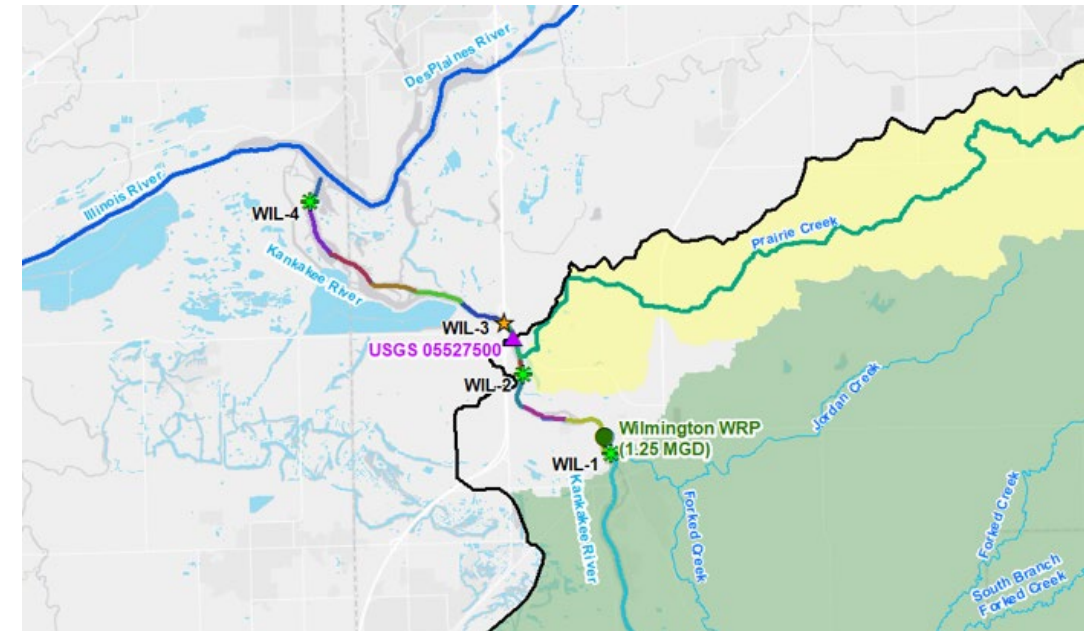 DesPlaines River
Illinois River
WIL-4
Kankakee River
Prairie Creek
WIL-3
USGS 05527500
WIL-2
Jordan Creek
Wilmington WRP
(1.25 MGD)
WIL-1
Kankakee River
Forked Creek
Forked Creek
South Branch
Forked Creek